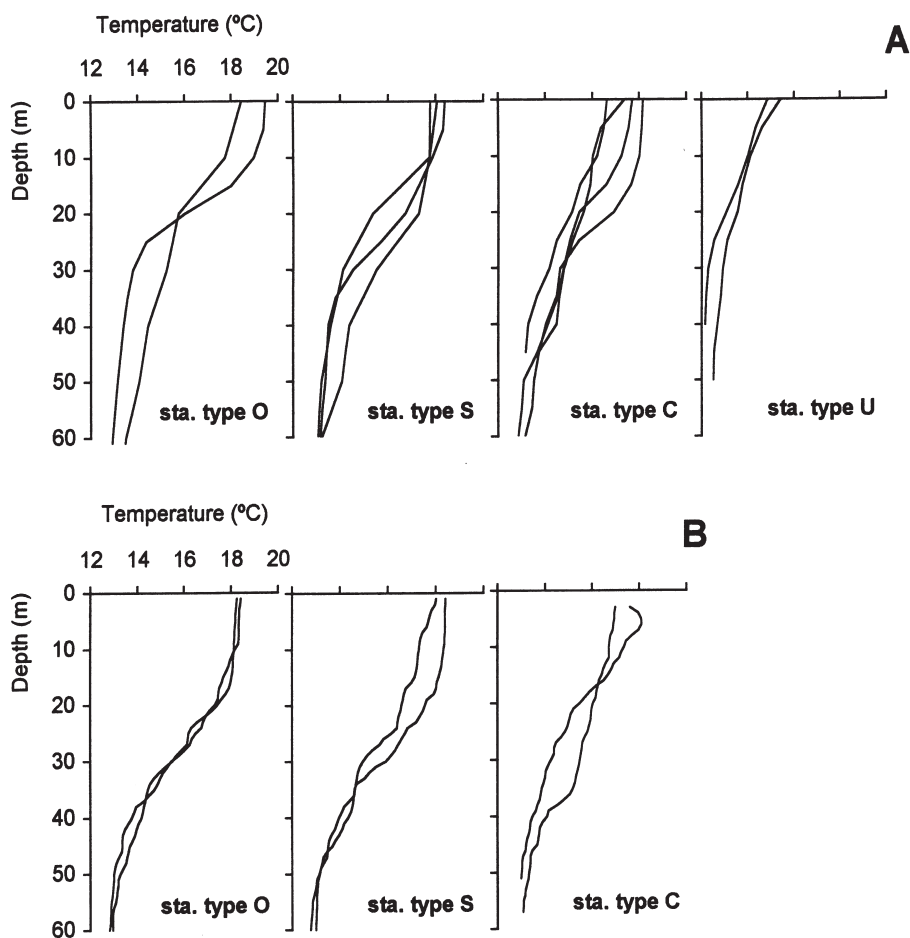 Temperature (ºC)
A
12 14 16 18 20
Depth (m)
0
10
20
30
40
50
60
sta. type O
sta. type S
sta. type C
sta. type U
Temperature (ºC)
B
12 14 16 18 20
Depth (m)
0
10
20
30
40
50
60
sta. type O
sta. type S
sta. type C